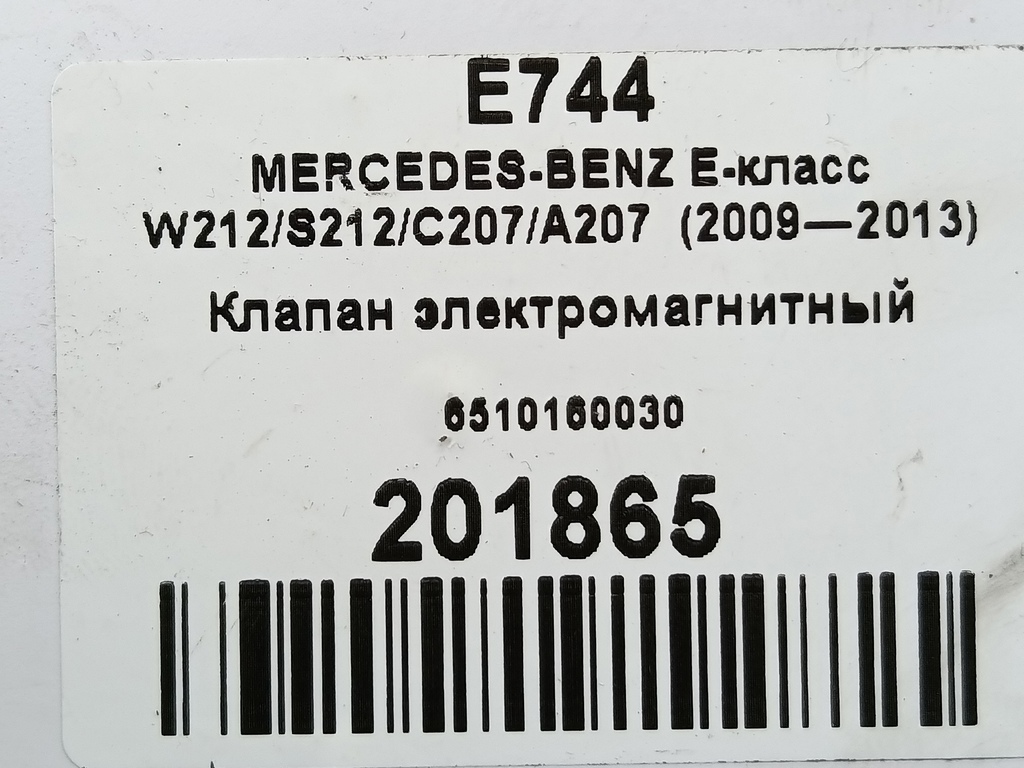 E744
MERCEDES-BENZ E-класс
W212/S212/C207/A207 (2009—2013)
Клапан электромагнитный
6510160030
201865